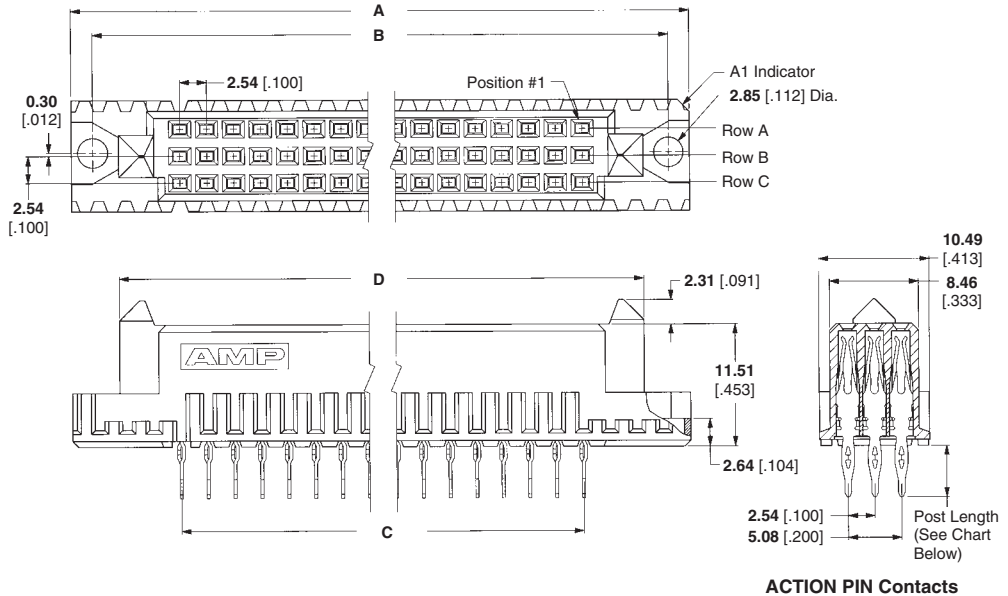 A
B
2.54 [.100]
Position #1
A1 Indicator
2.85 [.112] Dia.
0.30
[.012]
Row A
Row B
Row C
2.54
[.100]
D
2.31 [.091]
10.49
[.413]
8.46
[.333]
AMP
11.51
[.453]
2.64 [.104]
C
2.54 [.100]
5.08 [.200]
Post Length
(See Chart
Below)
ACTION PIN Contacts